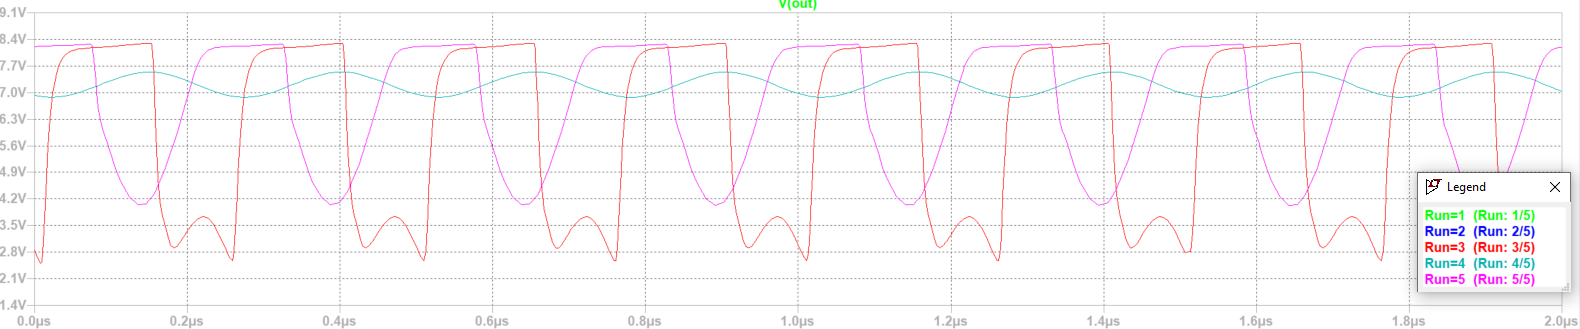 V(out)
9.1V
8.4V
7.7V
7.0V
6.3V
5.6V
4.9V
4.2V
3.5V
2.8V
2.1V
1.4V
0.0µs 0.2µs 0.4µs 0.6µs 0.8µs 1.0µs 1.2µs 1.4µs 1.6µs 1.8µs 2.0µs
Legend
Run=1 (Run: 1/5)
Run=2 (Run: 2/5)
Run=3 (Run: 3/5)
Run=4 (Run: 4/5)
Run=5 (Run: 5/5)